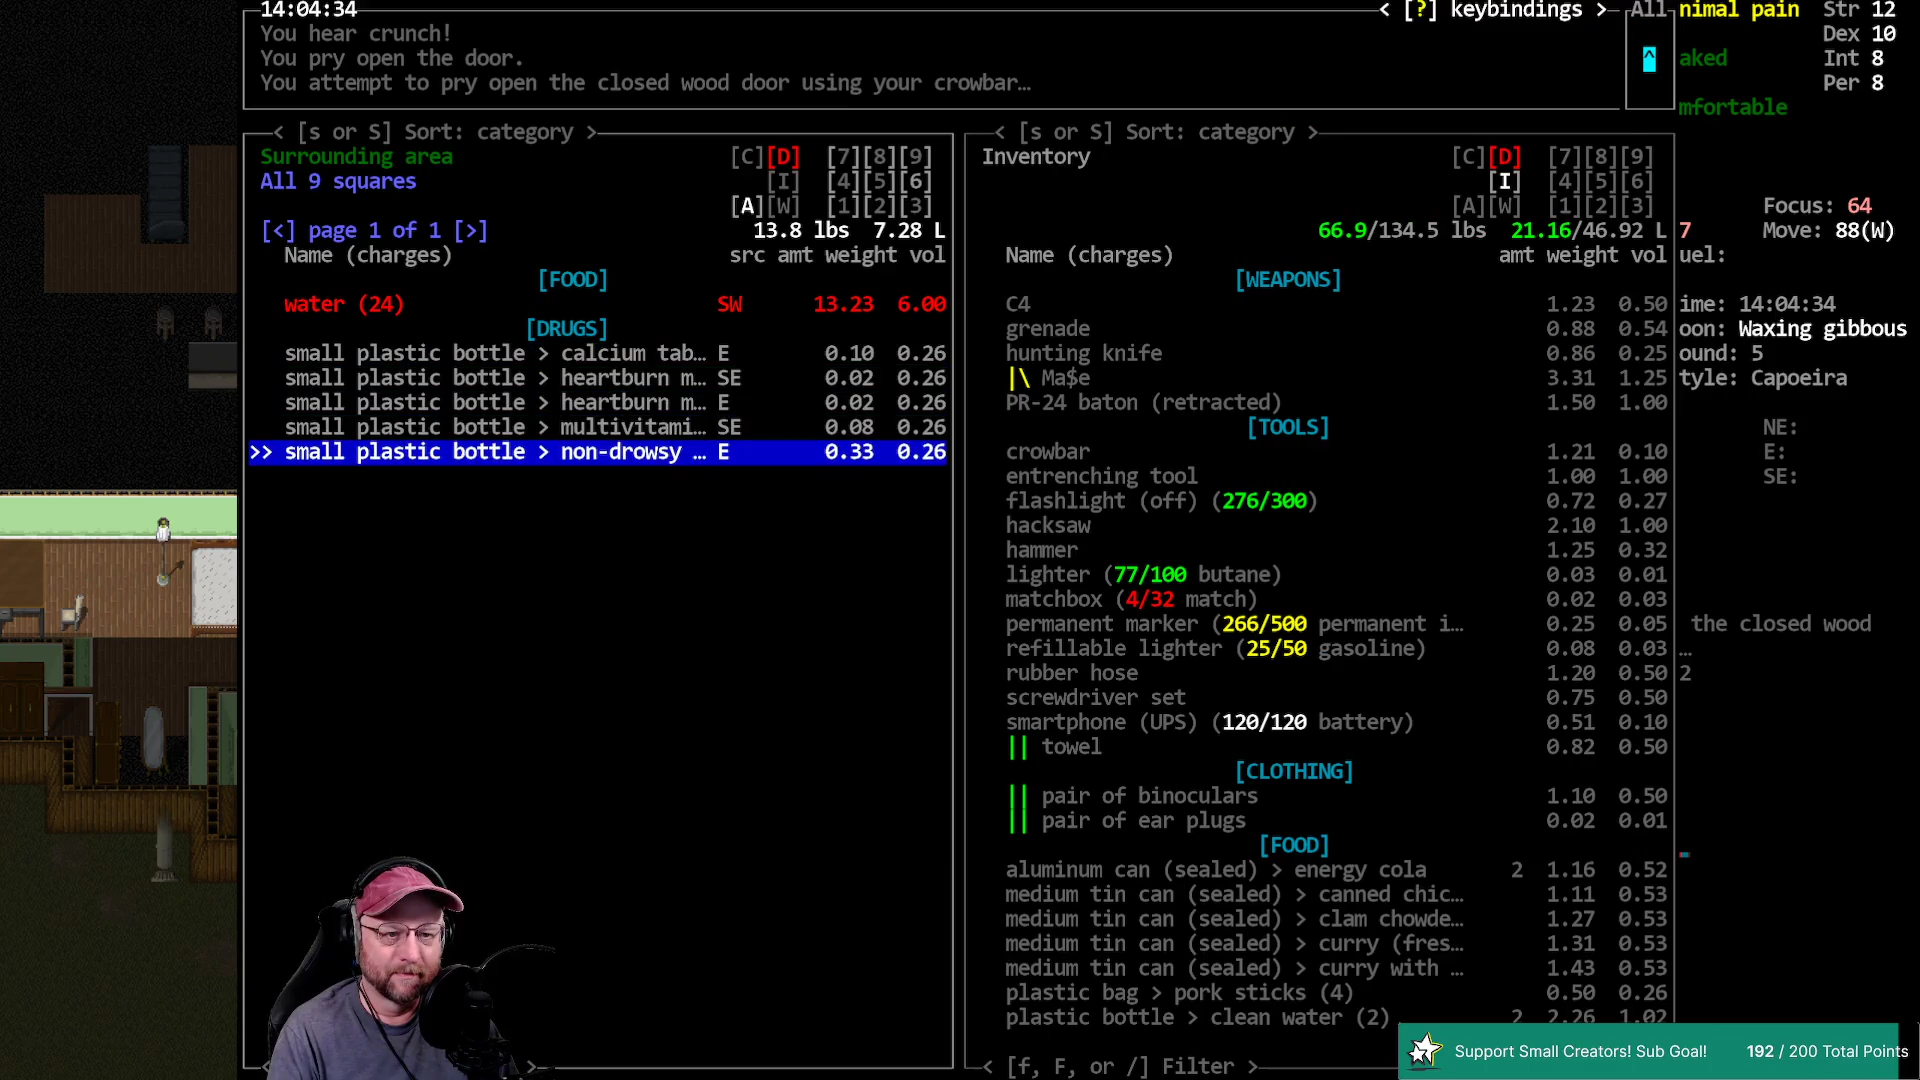 14:04:34
< [?] keybindings >
All
nimal pain
Str 12
You hear crunch!
Dex 10
You pry open the door.
^
aked
Int 8
You attempt to pry open the closed wood door using your crowbar…
Per 8
mfortable
< [s or S] Sort: category >
Surrounding area
[C][D] [7][8][9]
All 9 squares
[I] [4][5][6]
[A][W] [1][2][3]
[<] page 1 of 1 [>]
13.8 lbs 7.28 L
Name (charges) src amt weight vol
[FOOD]
water (24) SW 13.23 6.00
[DRUGS]
small plastic bottle > calcium tab… E 0.10 0.26
small plastic bottle > heartburn m… SE 0.02 0.26
small plastic bottle > heartburn m… E 0.02 0.26
small plastic bottle > multivitami… SE 0.08 0.26
>> small plastic bottle > non-drowsy … E 0.33 0.26
< [s or S] Sort: category >
Inventory
[C][D] [7][8][9]
[I] [4][5][6]
[A][W] [1][2][3]
66.9/134.5 lbs 21.16/46.92 L
Name (charges) amt weight vol
[WEAPONS]
C4 1.23 0.50
grenade 0.88 0.54
hunting knife 0.86 0.25
|\ Ma$e 3.31 1.25
PR-24 baton (retracted) 1.50 1.00
[TOOLS]
crowbar 1.21 0.10
entrenching tool 1.00 1.00
flashlight (off) (276/300) 0.72 0.27
hacksaw 2.10 1.00
hammer 1.25 0.32
lighter (77/100 butane) 0.03 0.01
matchbox (4/32 match) 0.02 0.03
permanent marker (266/500 permanent i… 0.25 0.05
refillable lighter (25/50 gasoline) 0.08 0.03
rubber hose 1.20 0.50
screwdriver set 0.75 0.50
smartphone (UPS) (120/120 battery) 0.51 0.10
|| towel 0.82 0.50
[CLOTHING]
|| pair of binoculars 1.10 0.50
|| pair of ear plugs 0.02 0.01
[FOOD]
aluminum can (sealed) > energy cola 2 1.16 0.52
medium tin can (sealed) > canned chic… 1.11 0.53
medium tin can (sealed) > clam chowde… 1.27 0.53
medium tin can (sealed) > curry (fres… 1.31 0.53
medium tin can (sealed) > curry with … 1.43 0.53
plastic bag > pork sticks (4) 0.50 0.26
plastic bottle > clean water (2) 2 2.26 1.02
< [f, F, or /] Filter >
Focus: 64
7 Move: 88(W)
uel:
ime: 14:04:34
oon: Waxing gibbous
ound: 5
tyle: Capoeira
NE:
E:
SE:
the closed wood
…
2
Support Small Creators! Sub Goal! 192 / 200 Total Points